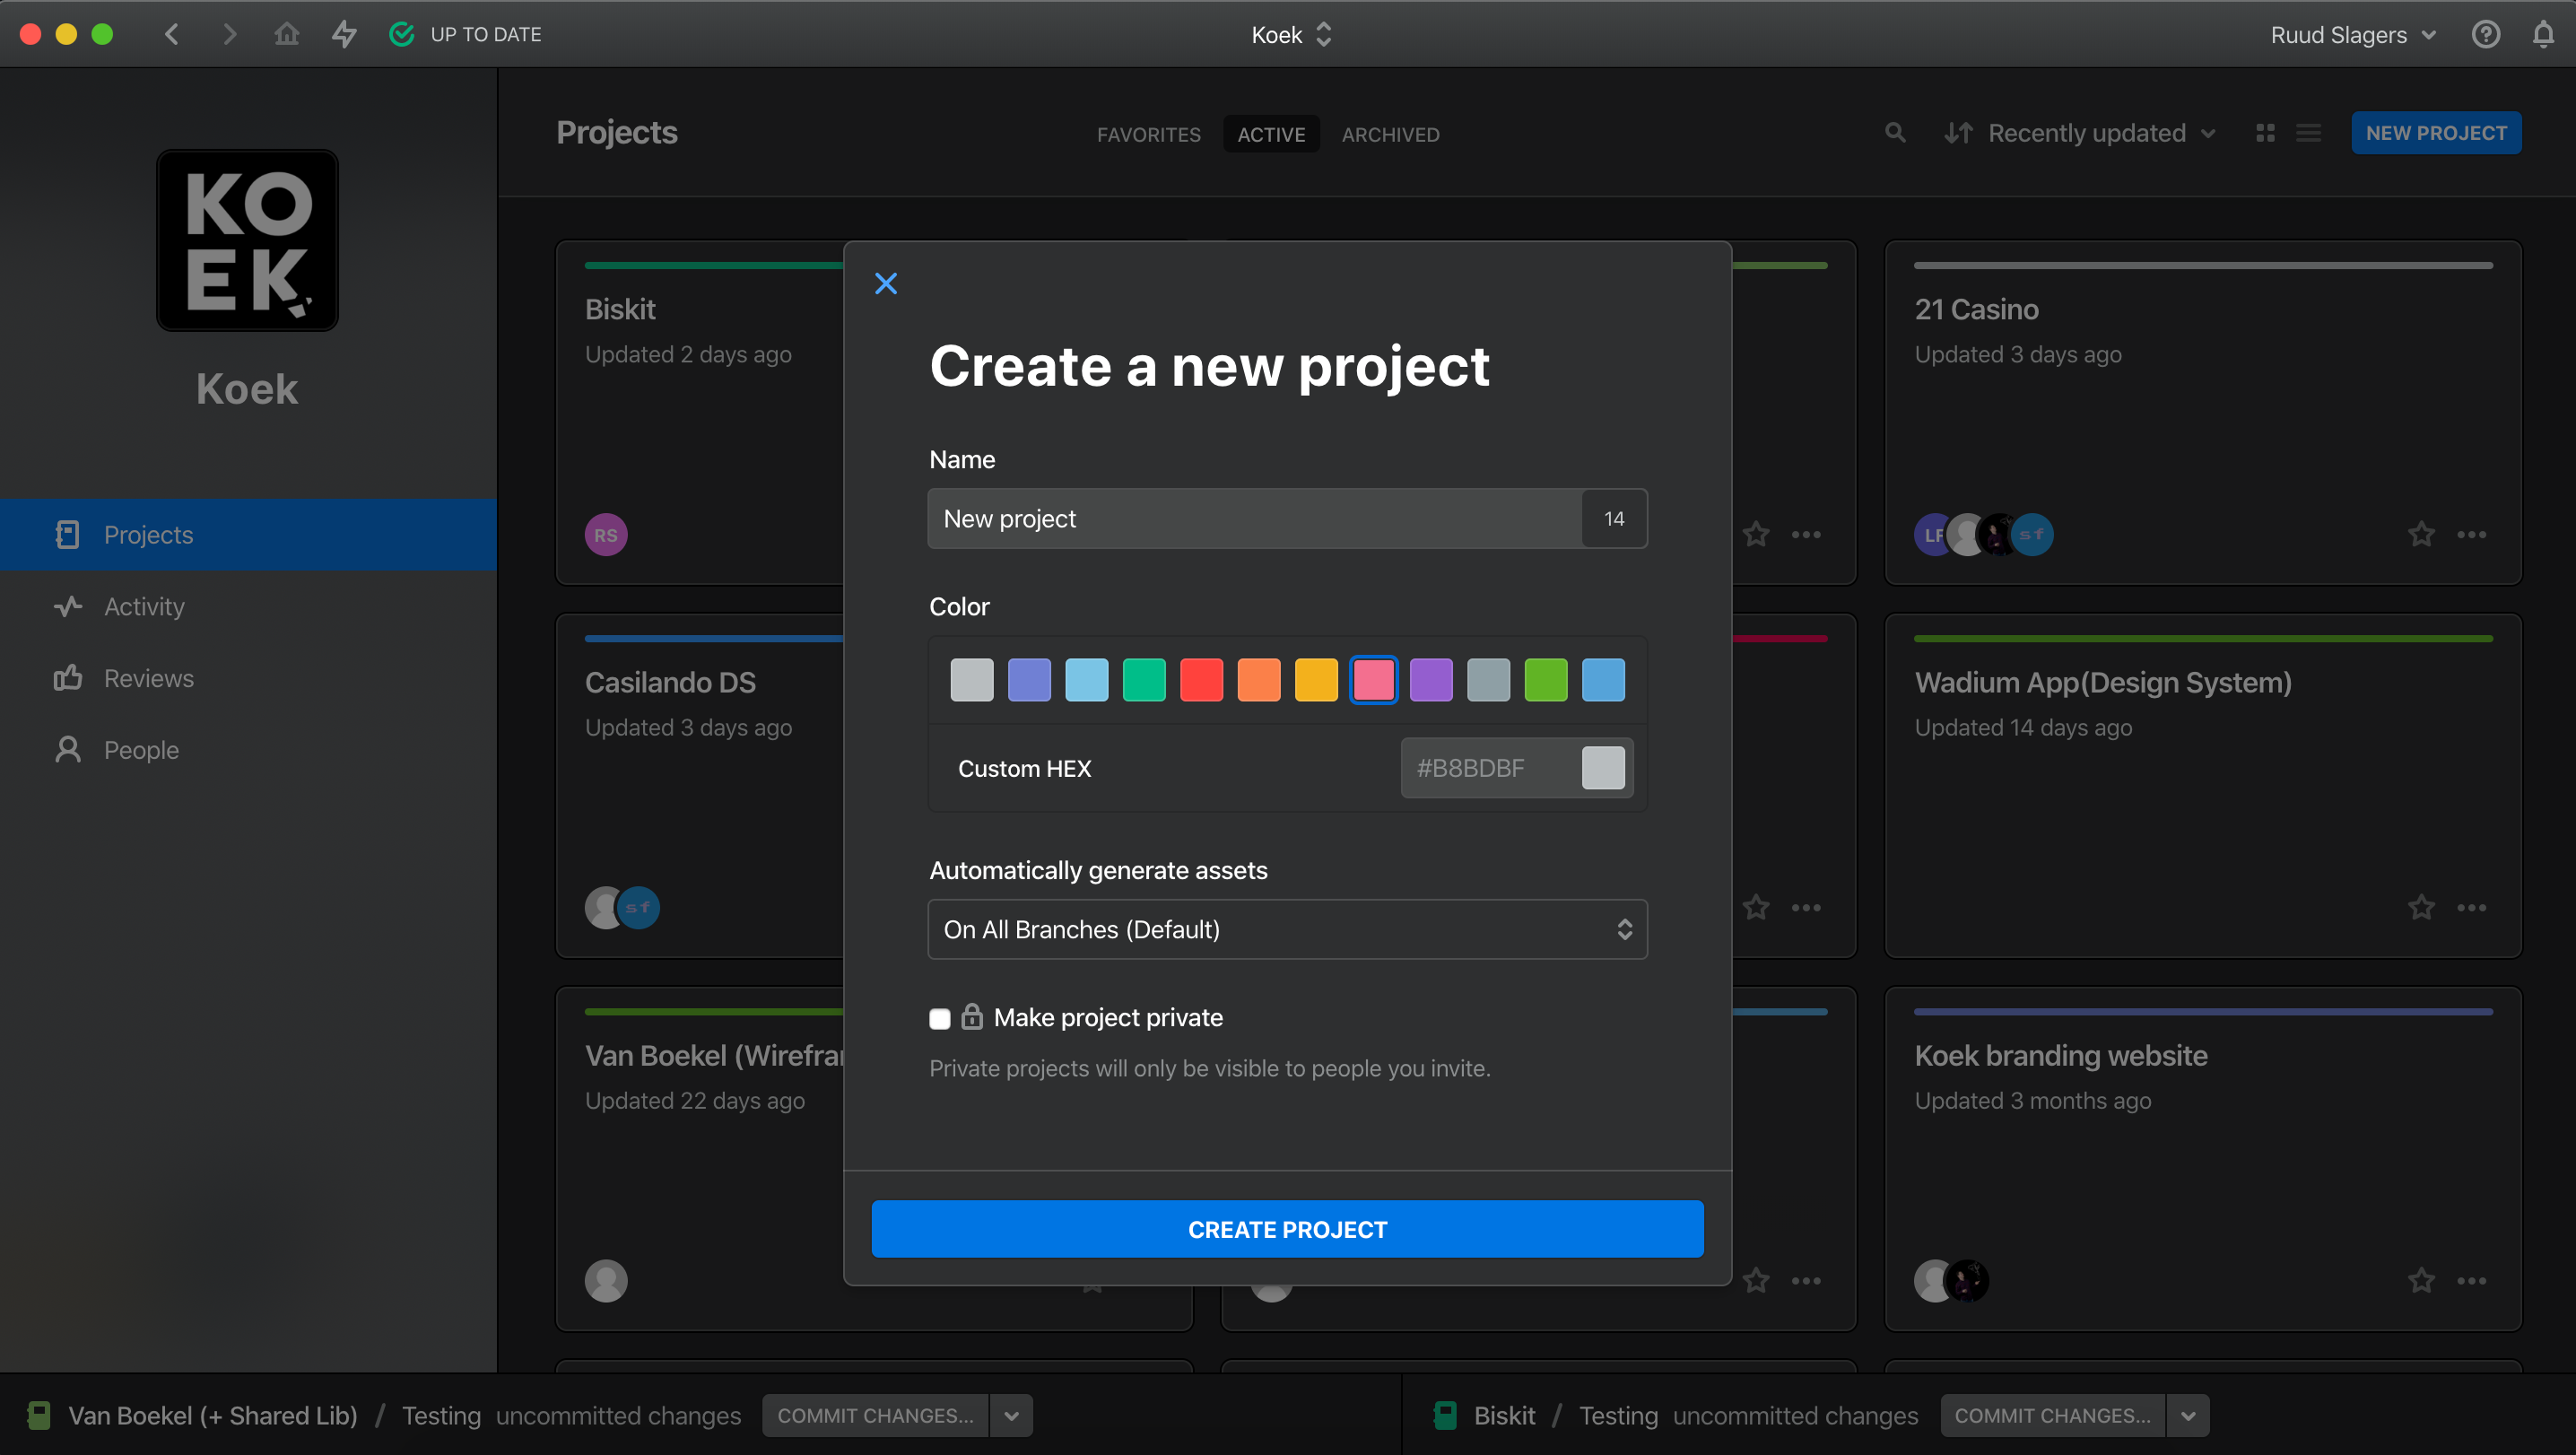 UP TO DATE
Koek
Ruud Slagers
KO
EK
Koek
Projects
Activity
Reviews
People
Projects
FAVORITES ACTIVE ARCHIVED
Recently updated
NEW PROJECT
Biskit
Updated 2 days ago
RS
21 Casino
Updated 3 days ago
LF sf
Casilando DS
Updated 3 days ago
sf
Wadium App(Design System)
Updated 14 days ago
Van Boekel
Updated 22 days ago
Koek branding website
Updated 3 months ago
Create a new project
Name
New project 14
Color
Custom HEX #B8BDBF
Automatically generate assets
On All Branches (Default)
Make project private
Private projects will only be visible to people you invite.
CREATE PROJECT
Van Boekel (+ Shared Lib) / Testing uncommitted changes COMMIT CHANGES...
Biskit / Testing uncommitted changes COMMIT CHANGES...